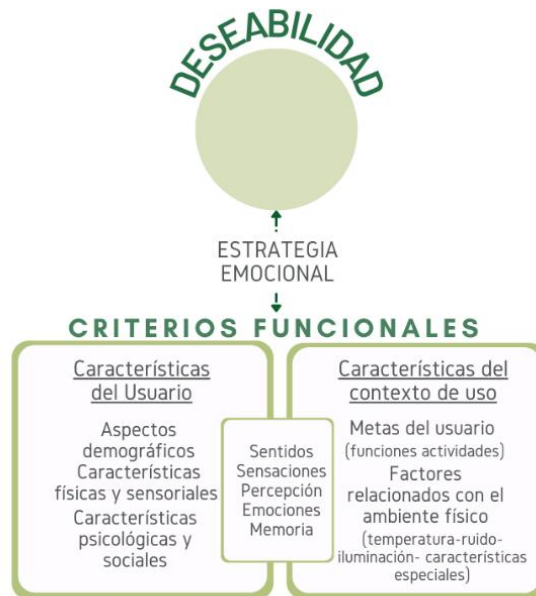 DESEABILIDAD
ESTRATEGIA
EMOCIONAL
CRITERIOS FUNCIONALES
Características
del Usuario
Aspectos
demográficos
Características
físicas y sensoriales
Características
psicológicas y
sociales
Sentidos
Sensaciones
Percepción
Emociones
Memoria
Características del
contexto de uso
Metas del usuario
(funciones actividades)
Factores
relacionados con el
ambiente físico
(temperatura-ruido-
iluminación- características
especiales)